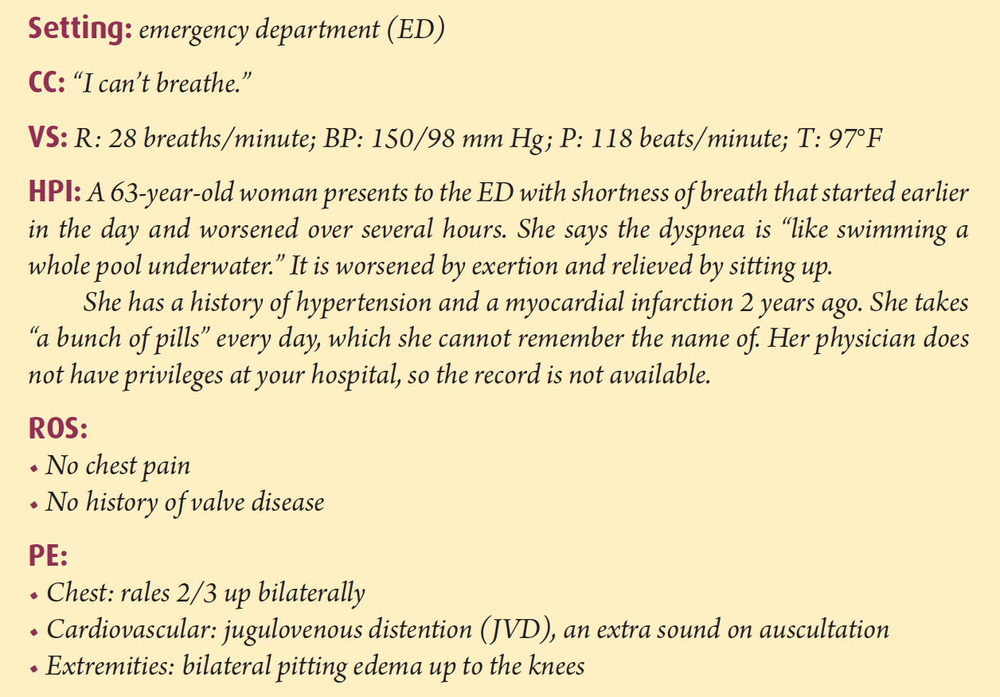 Setting: emergency department (ED)
CC: “I can’t breathe.”
VS: R: 28 breaths/minute; BP: 150/98 mm Hg; P: 118 beats/minute; T: 97°F
HPI: A 63-year-old woman presents to the ED with shortness of breath that started earlier
in the day and worsened over several hours. She says the dyspnea is “like swimming a
whole pool underwater.” It is worsened by exertion and relieved by sitting up.
She has a history of hypertension and a myocardial infarction 2 years ago. She takes
“a bunch of pills” every day, which she cannot remember the name of. Her physician does
not have privileges at your hospital, so the record is not available.
ROS:
⬩ No chest pain
⬩ No history of valve disease
PE:
⬩ Chest: rales 2/3 up bilaterally
⬩ Cardiovascular: jugulovenous distention (JVD), an extra sound on auscultation
⬩ Extremities: bilateral pitting edema up to the knees